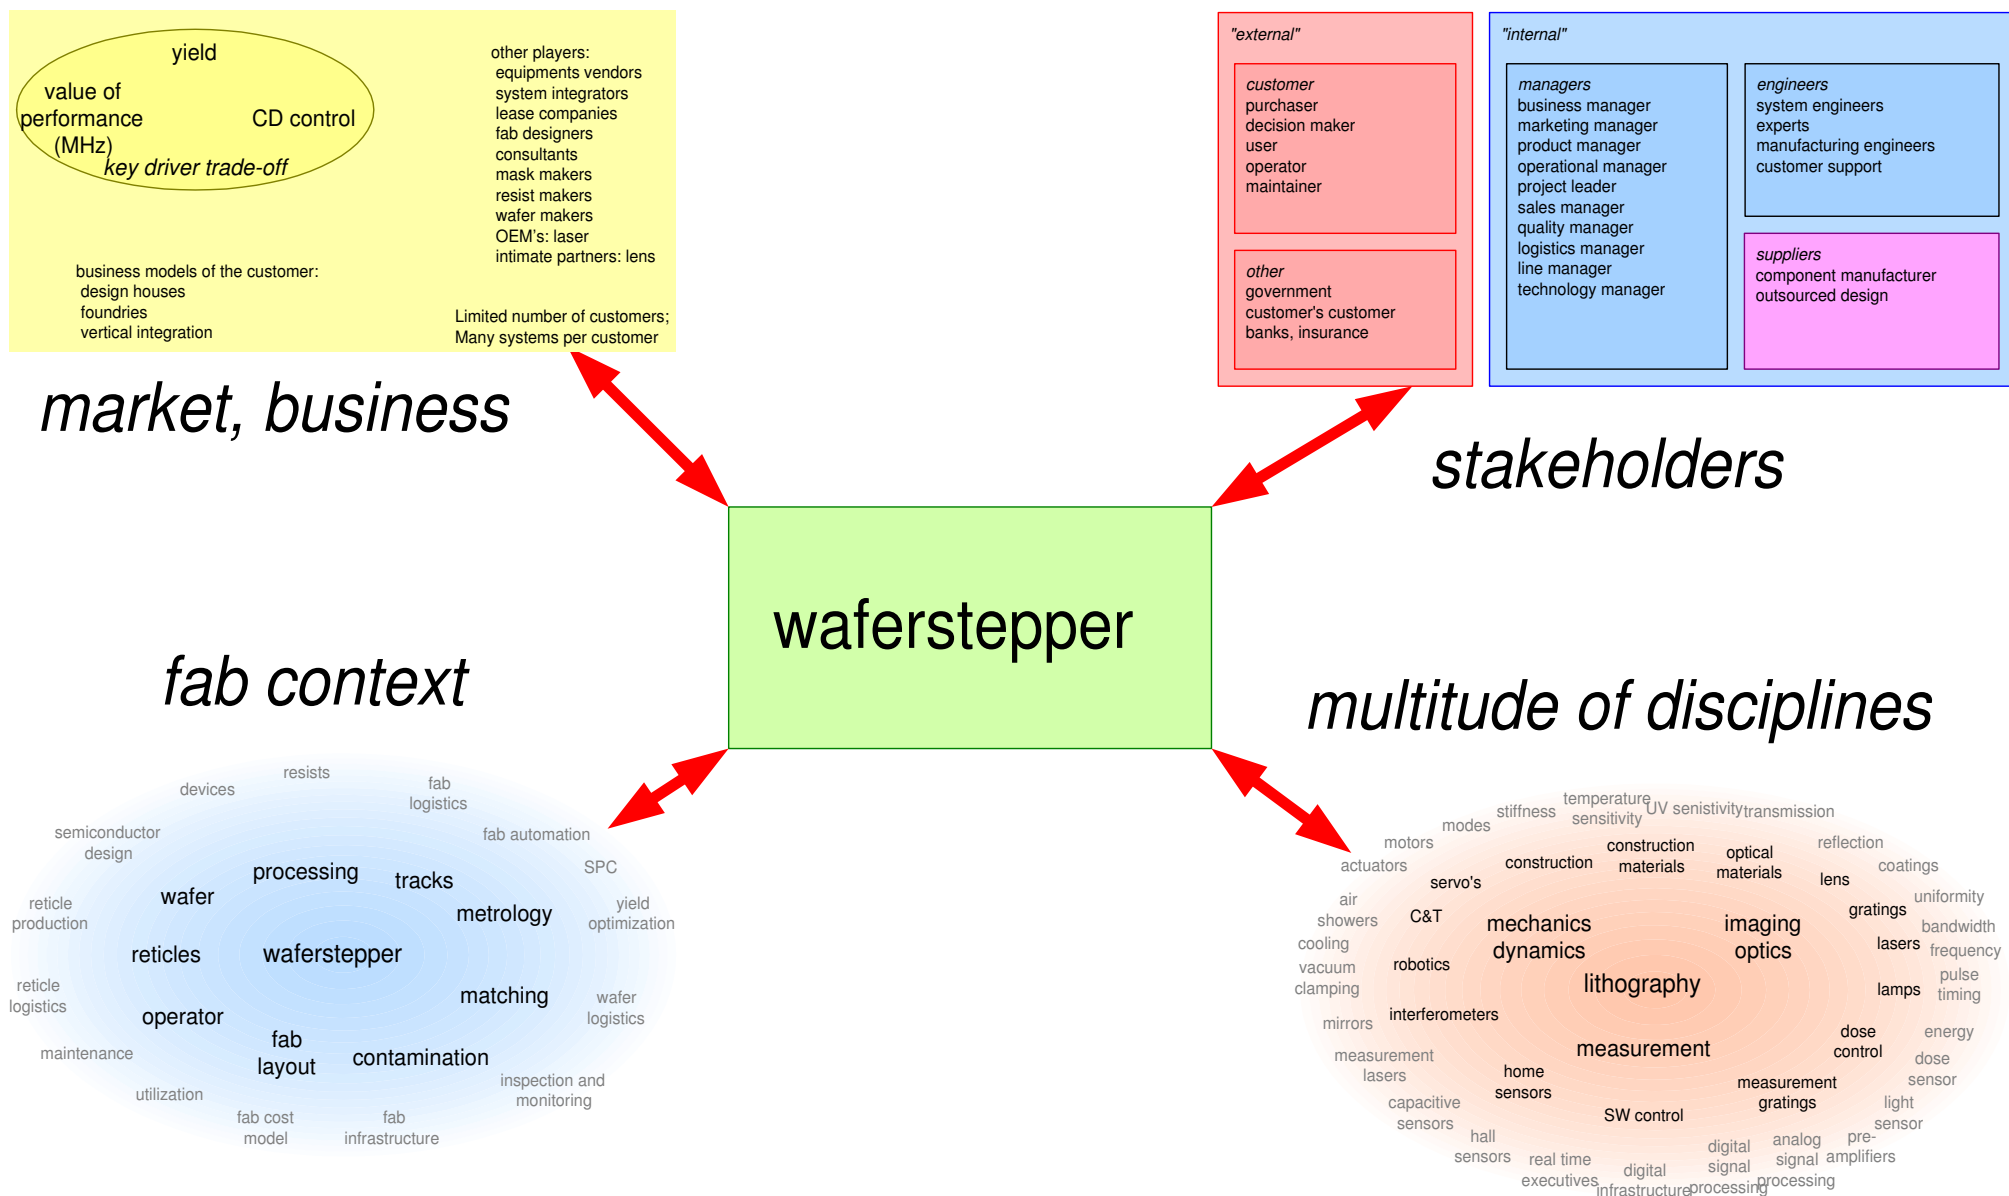 yield
value of
performance
(MHz)
CD control
key driver trade-off
other players:
equipments vendors
system integrators
lease companies
fab designers
consultants
mask makers
resist makers
wafer makers
OEM's: laser
intimate partners: lens
business models of the customer:
design houses
foundries
vertical integration
Limited number of customers;
Many systems per customer
market, business
"external"
customer
purchaser
decision maker
user
operator
maintainer
other
government
customer's customer
banks, insurance
"internal"
managers
business manager
marketing manager
product manager
operational manager
project leader
sales manager
quality manager
logistics manager
line manager
technology manager
engineers
system engineers
experts
manufacturing engineers
customer support
suppliers
component manufacturer
outsourced design
stakeholders
waferstepper
fab context
resists
devices
fab
logistics
semiconductor
design
fab automation
SPC
processing
tracks
wafer
metrology
reticle
production
yield
optimization
reticles
waferstepper
reticle
logistics
matching
wafer
logistics
operator
fab
layout
contamination
maintenance
utilization
inspection and
monitoring
fab cost
model
fab
infrastructure
multitude of disciplines
temperature
sensitivity
UV senistivity
transmission
stiffness
modes
motors
actuators
reflection
coatings
construction
construction
materials
optical
materials
servo's
lens
air
showers
C&T
gratings
uniformity
bandwidth
mechanics
dynamics
imaging
optics
lasers
frequency
cooling
vacuum
clamping
robotics
lithography
lamps
pulse
timing
mirrors
interferometers
measurement
dose
control
energy
measurement
lasers
home
sensors
measurement
gratings
dose
sensor
capacitive
sensors
SW control
light
sensor
hall
sensors
real time
executives
digital
infrastructure
digital
signal
processing
analog
signal
processing
pre-
amplifiers